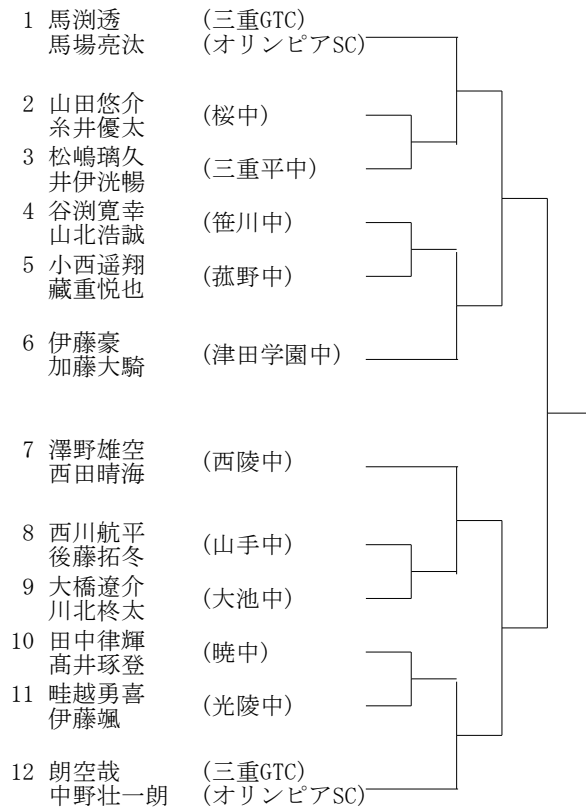 1 馬渕透 (三重GTC)
馬場亮汰 (オリンピアSC)
2 山田悠介 (桜中)
糸井優太
3 松嶋璃久 (三重平中)
井伊洸暢
4 谷渕寛幸 (笹川中)
山北浩誠
5 小西遥翔 (菰野中)
藏重悦也
6 伊藤豪 (津田学園中)
加藤大騎
7 澤野雄空 (西陵中)
西田晴海
8 西川航平 (山手中)
後藤拓冬
9 大橋遼介 (大池中)
川北柊太
10 田中律輝 (暁中)
髙井琢登
11 畦越勇喜 (光陵中)
伊藤颯
12 朗空哉 (三重GTC)
中野壮一朗 (オリンピアSC)